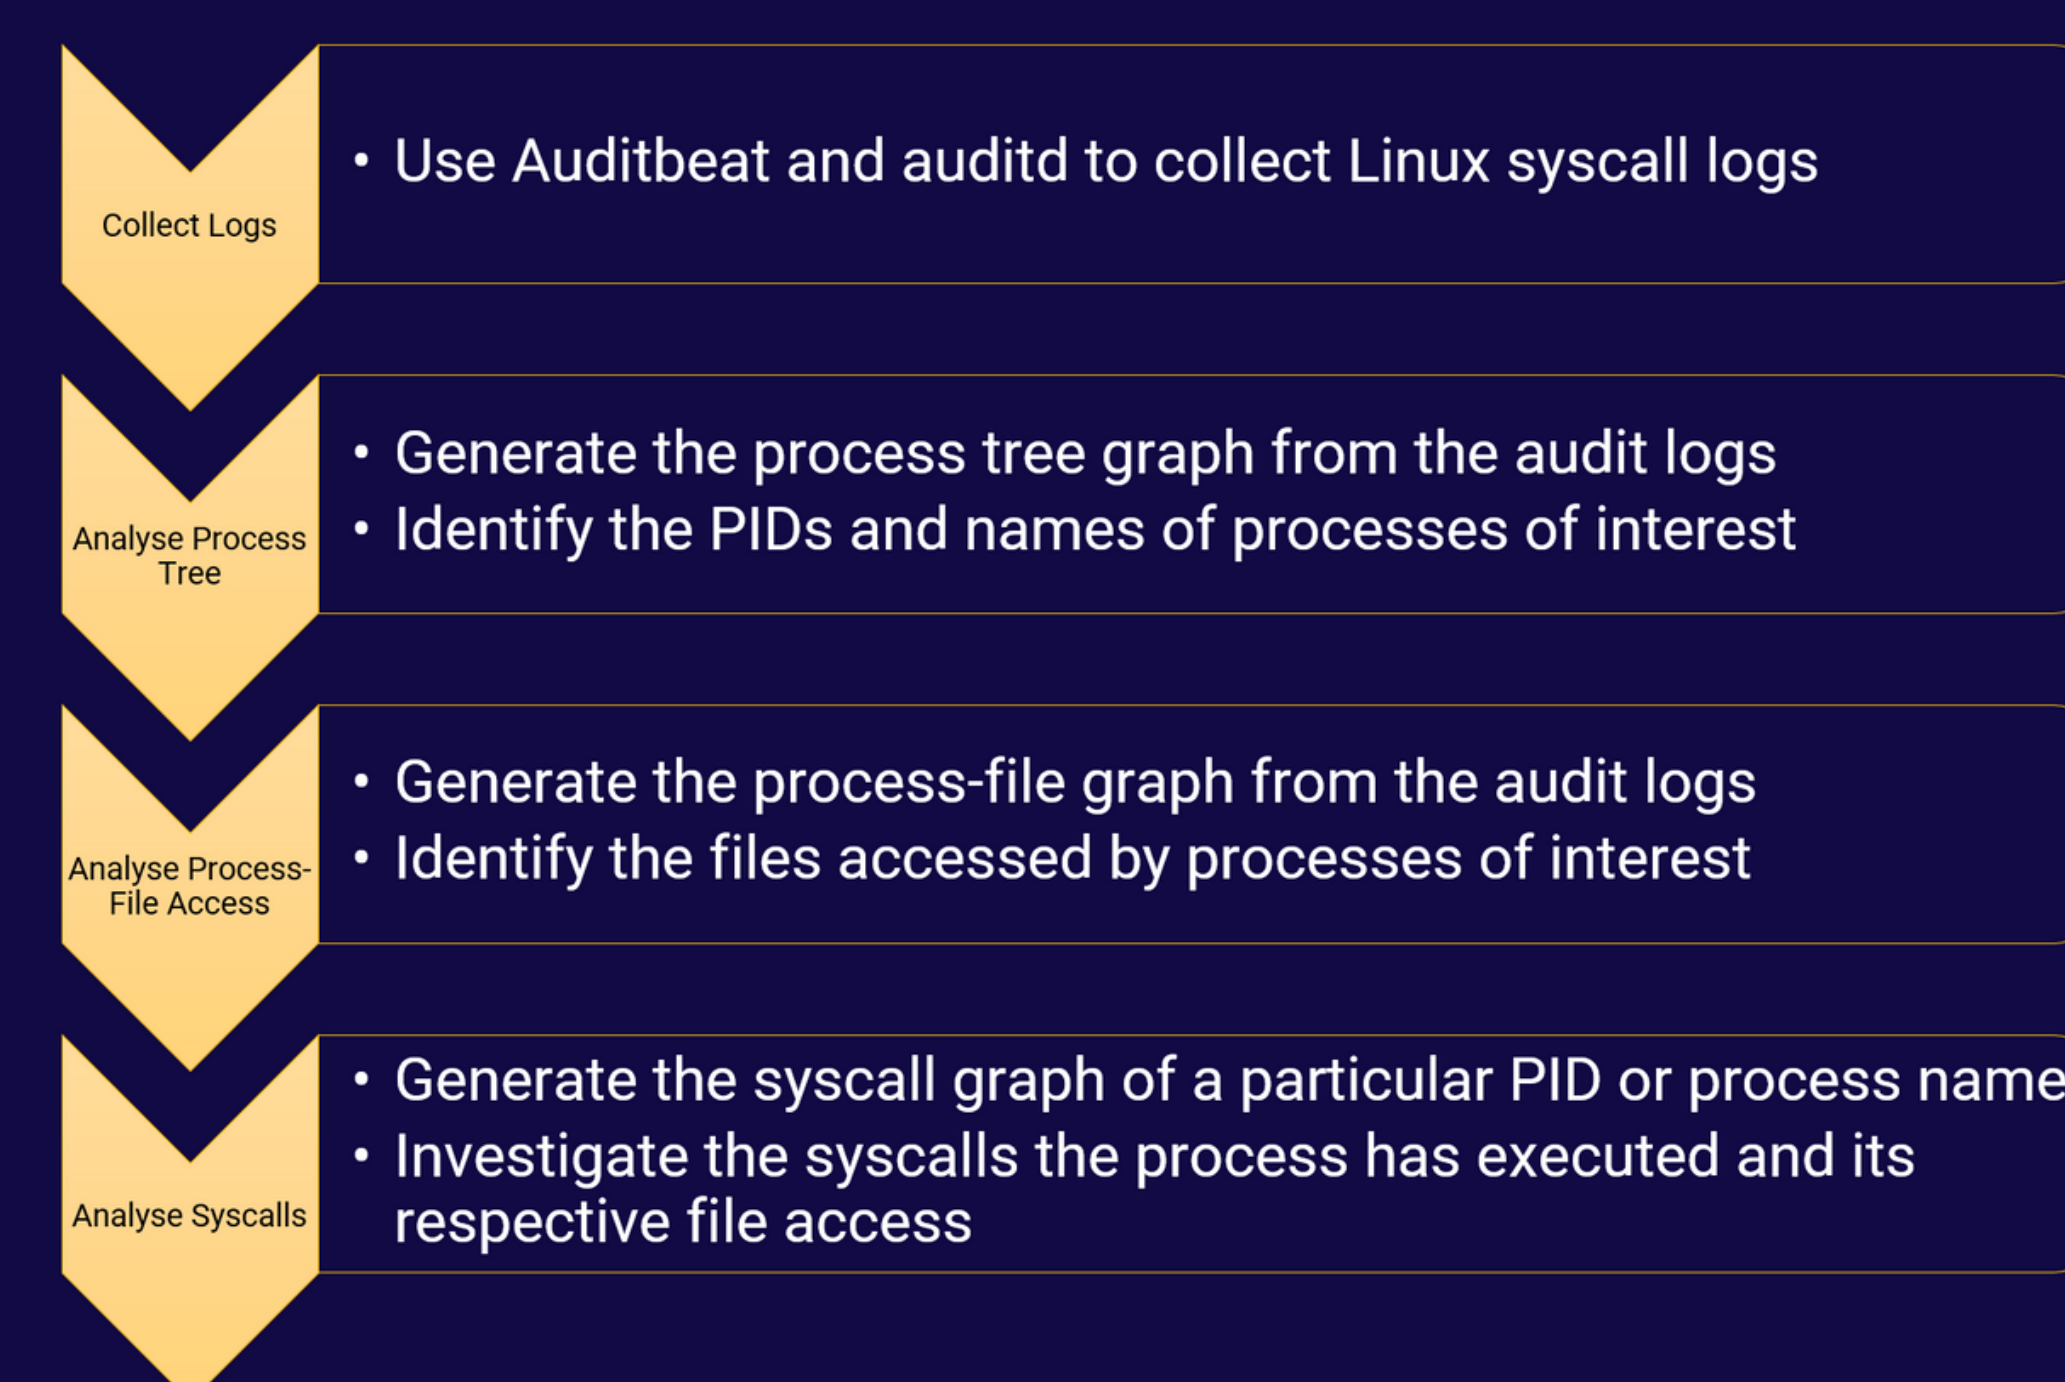 Collect Logs
• Use Auditbeat and auditd to collect Linux syscall logs
Analyse Process
Tree
• Generate the process tree graph from the audit logs
• Identify the PIDs and names of processes of interest
Analyse Process-
File Access
• Generate the process-file graph from the audit logs
• Identify the files accessed by processes of interest
Analyse Syscalls
• Generate the syscall graph of a particular PID or process name
• Investigate the syscalls the process has executed and its
respective file access